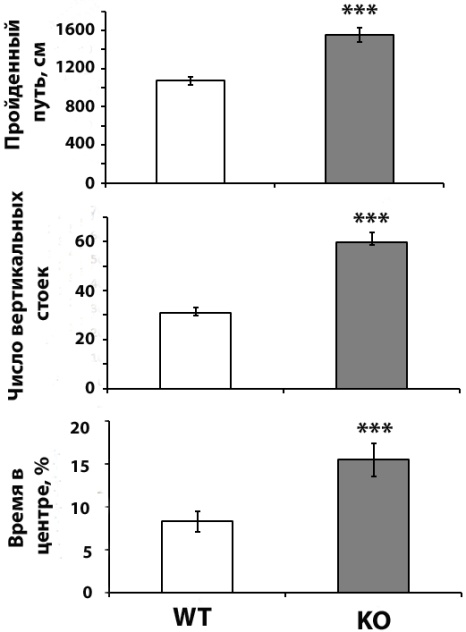 ***
Пройденный
путь, см
1600
1200
800
400
0
***
Число вертикальных
стоек
60
40
20
0
***
Время в
центре, %
20
15
10
5
0
WT
KO